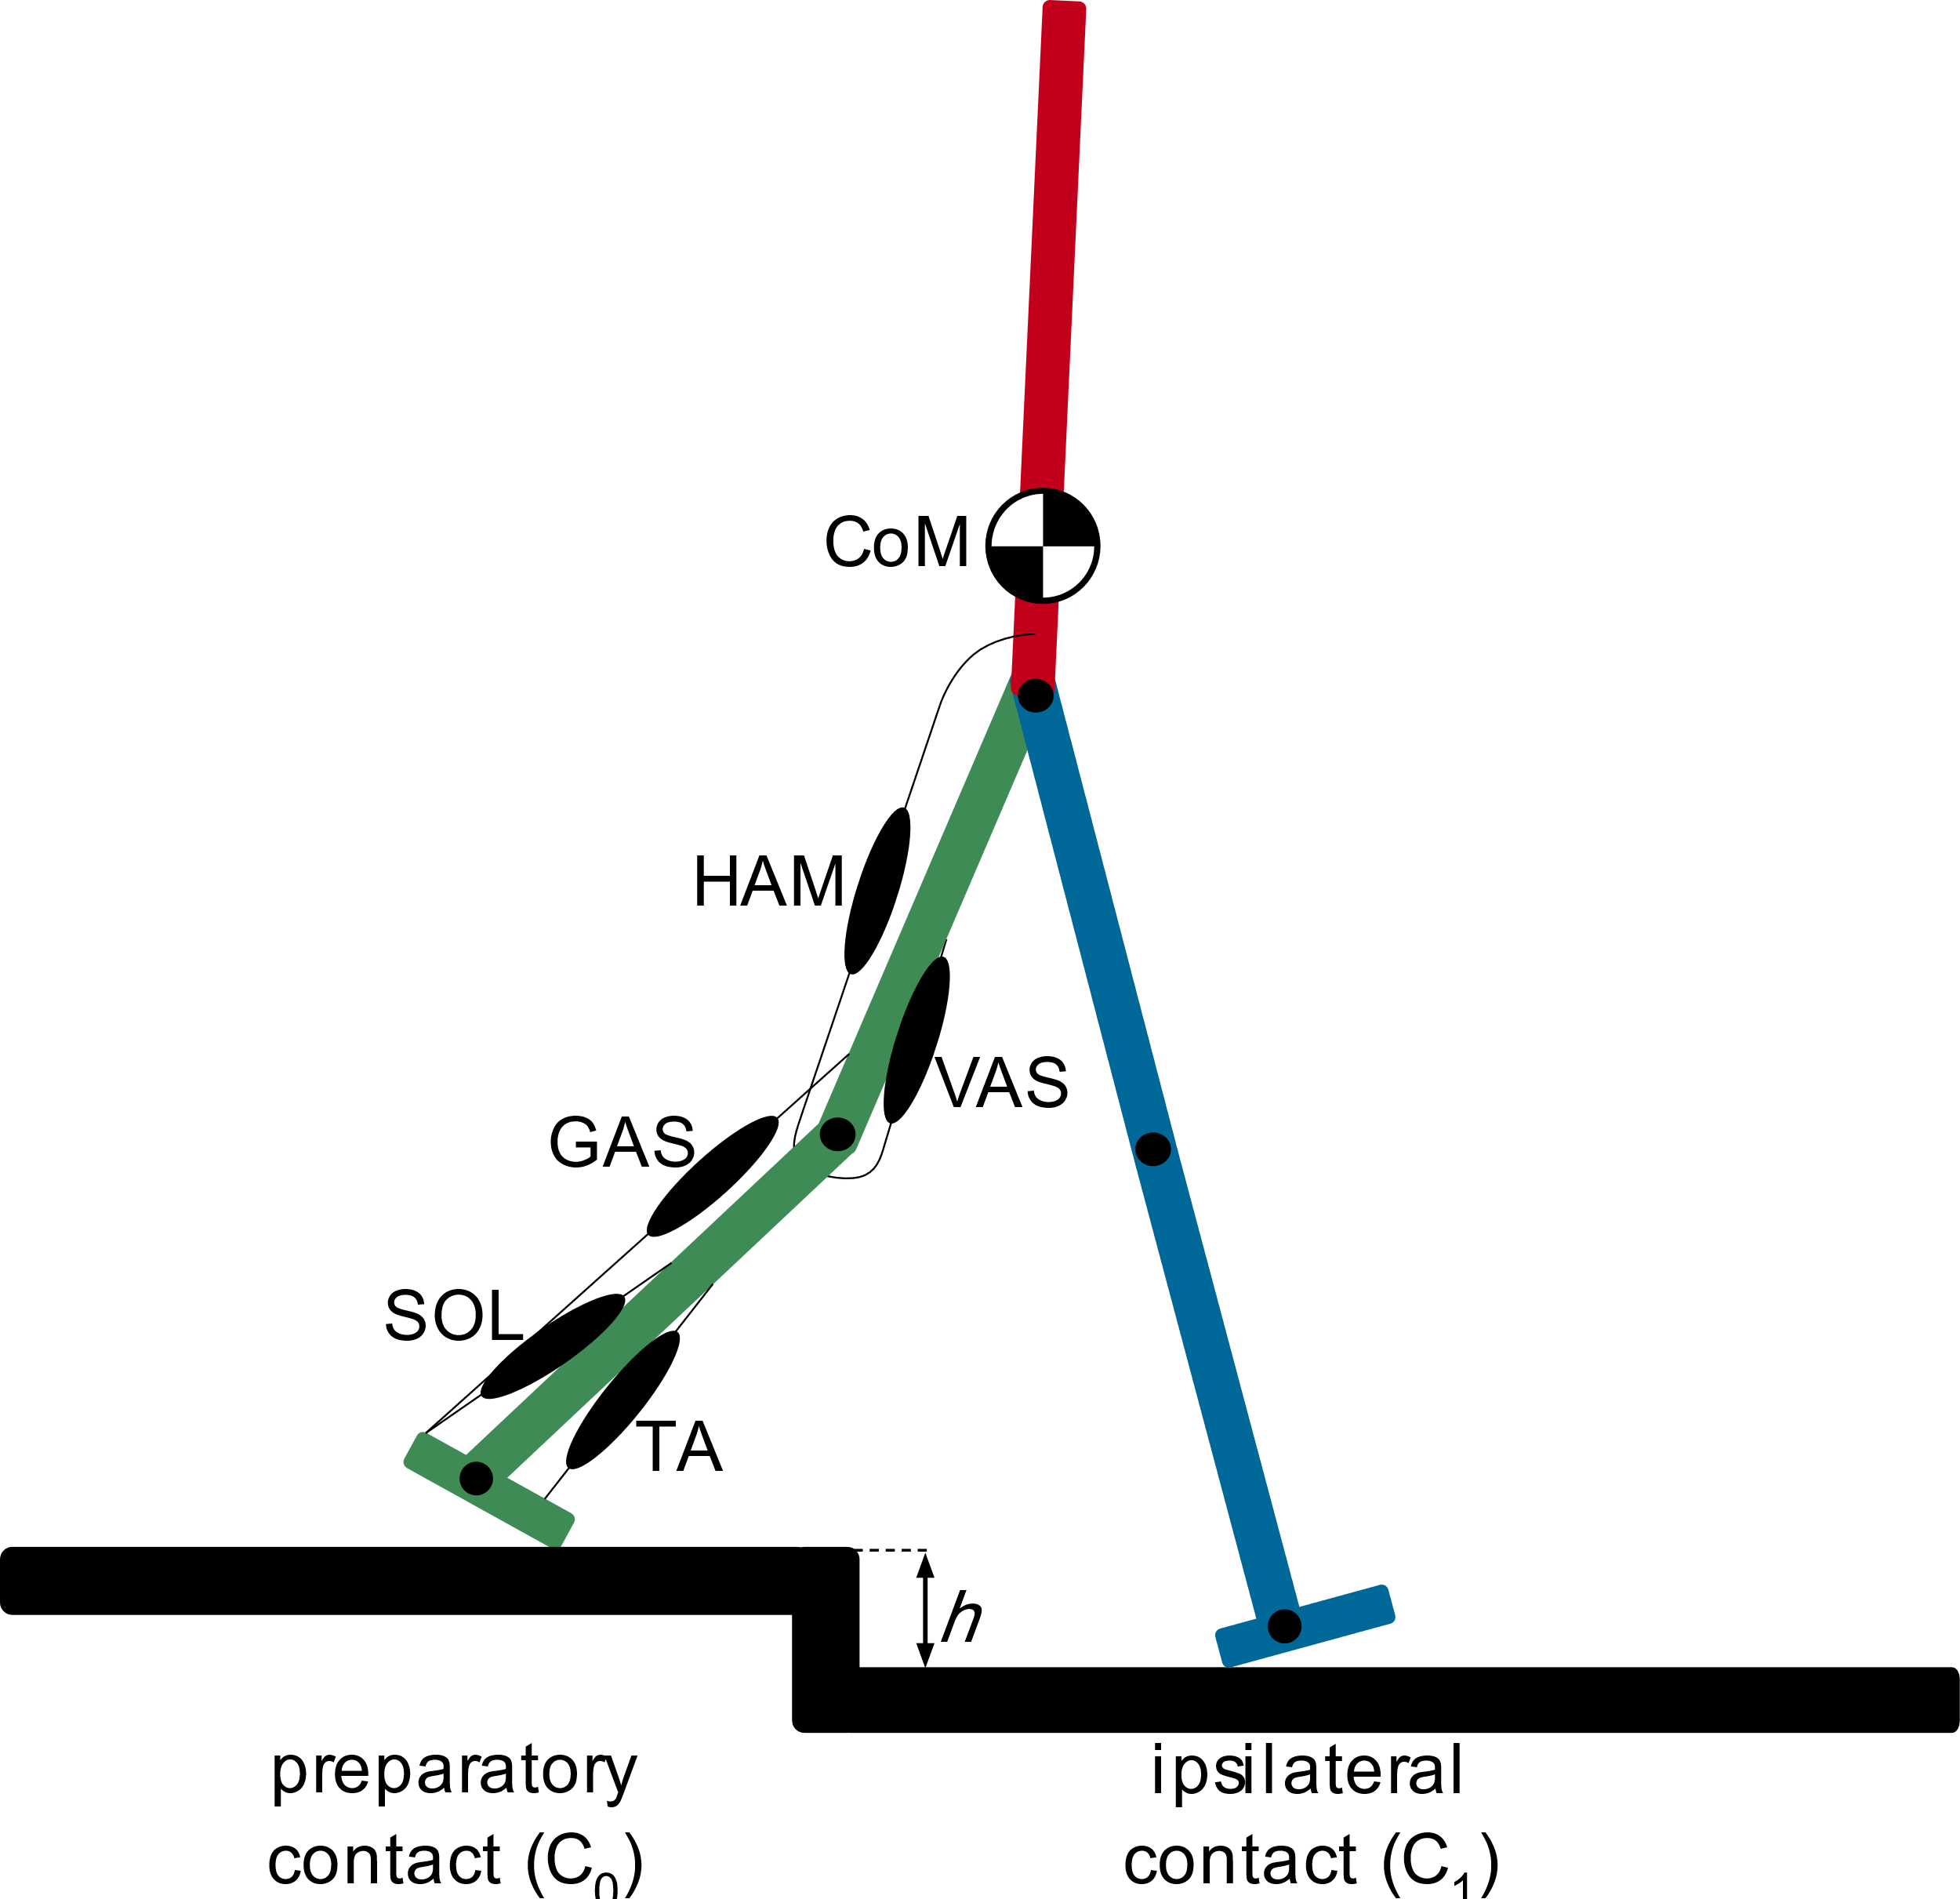 CoM
HAM
VAS
GAS
SOL
TA
h
preparatory
contact (C₀)
ipsilateral
contact (C₁)